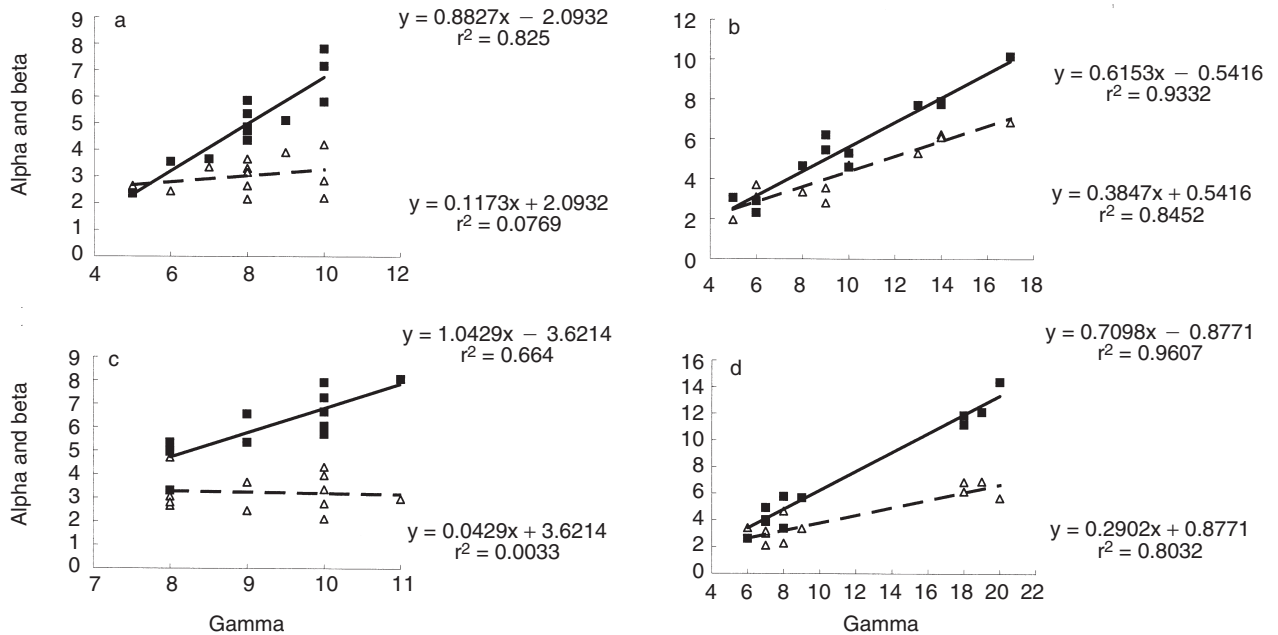 a
y = 0.8827x − 2.0932
r² = 0.825
y = 0.1173x + 2.0932
r² = 0.0769
Alpha and beta
9
8
7
6
5
4
3
2
1
0
4 6 8 10 12
b
y = 0.6153x − 0.5416
r² = 0.9332
y = 0.3847x + 0.5416
r² = 0.8452
12
10
8
6
4
2
0
4 6 8 10 12 14 16 18
c
y = 1.0429x − 3.6214
r² = 0.664
y = 0.0429x + 3.6214
r² = 0.0033
Alpha and beta
9
8
7
6
5
4
3
2
1
0
7 8 9 10 11
Gamma
d
y = 0.7098x − 0.8771
r² = 0.9607
y = 0.2902x + 0.8771
r² = 0.8032
16
14
12
10
8
6
4
2
0
4 6 8 10 12 14 16 18 20 22
Gamma